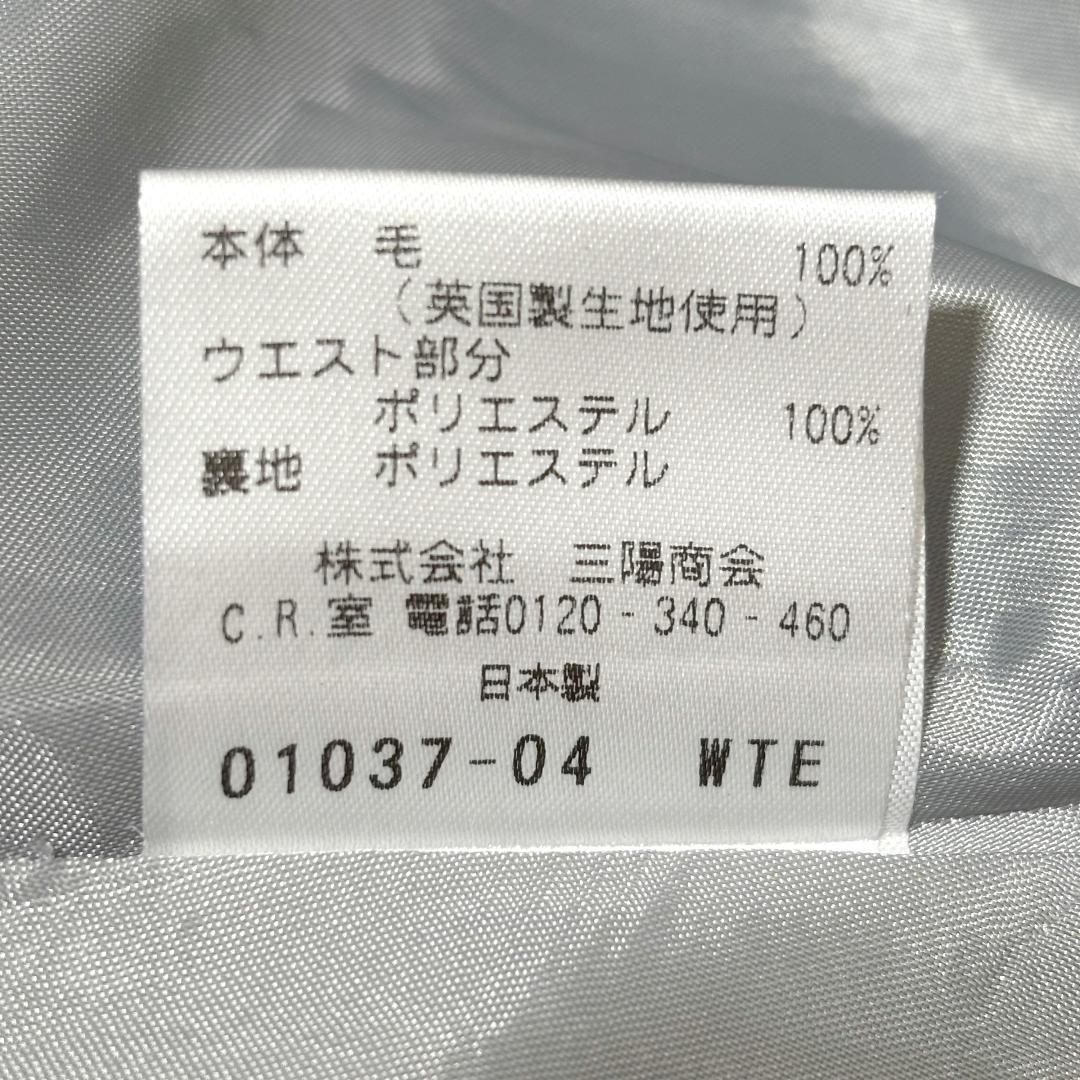 本体 毛 100%
(英国製生地使用)
ウエスト部分
ポリエステル 100%
裏地 ポリエステル
株式会社 三陽商会
C.R.室 電話0120-340-460
日本製
01037-04 WTE